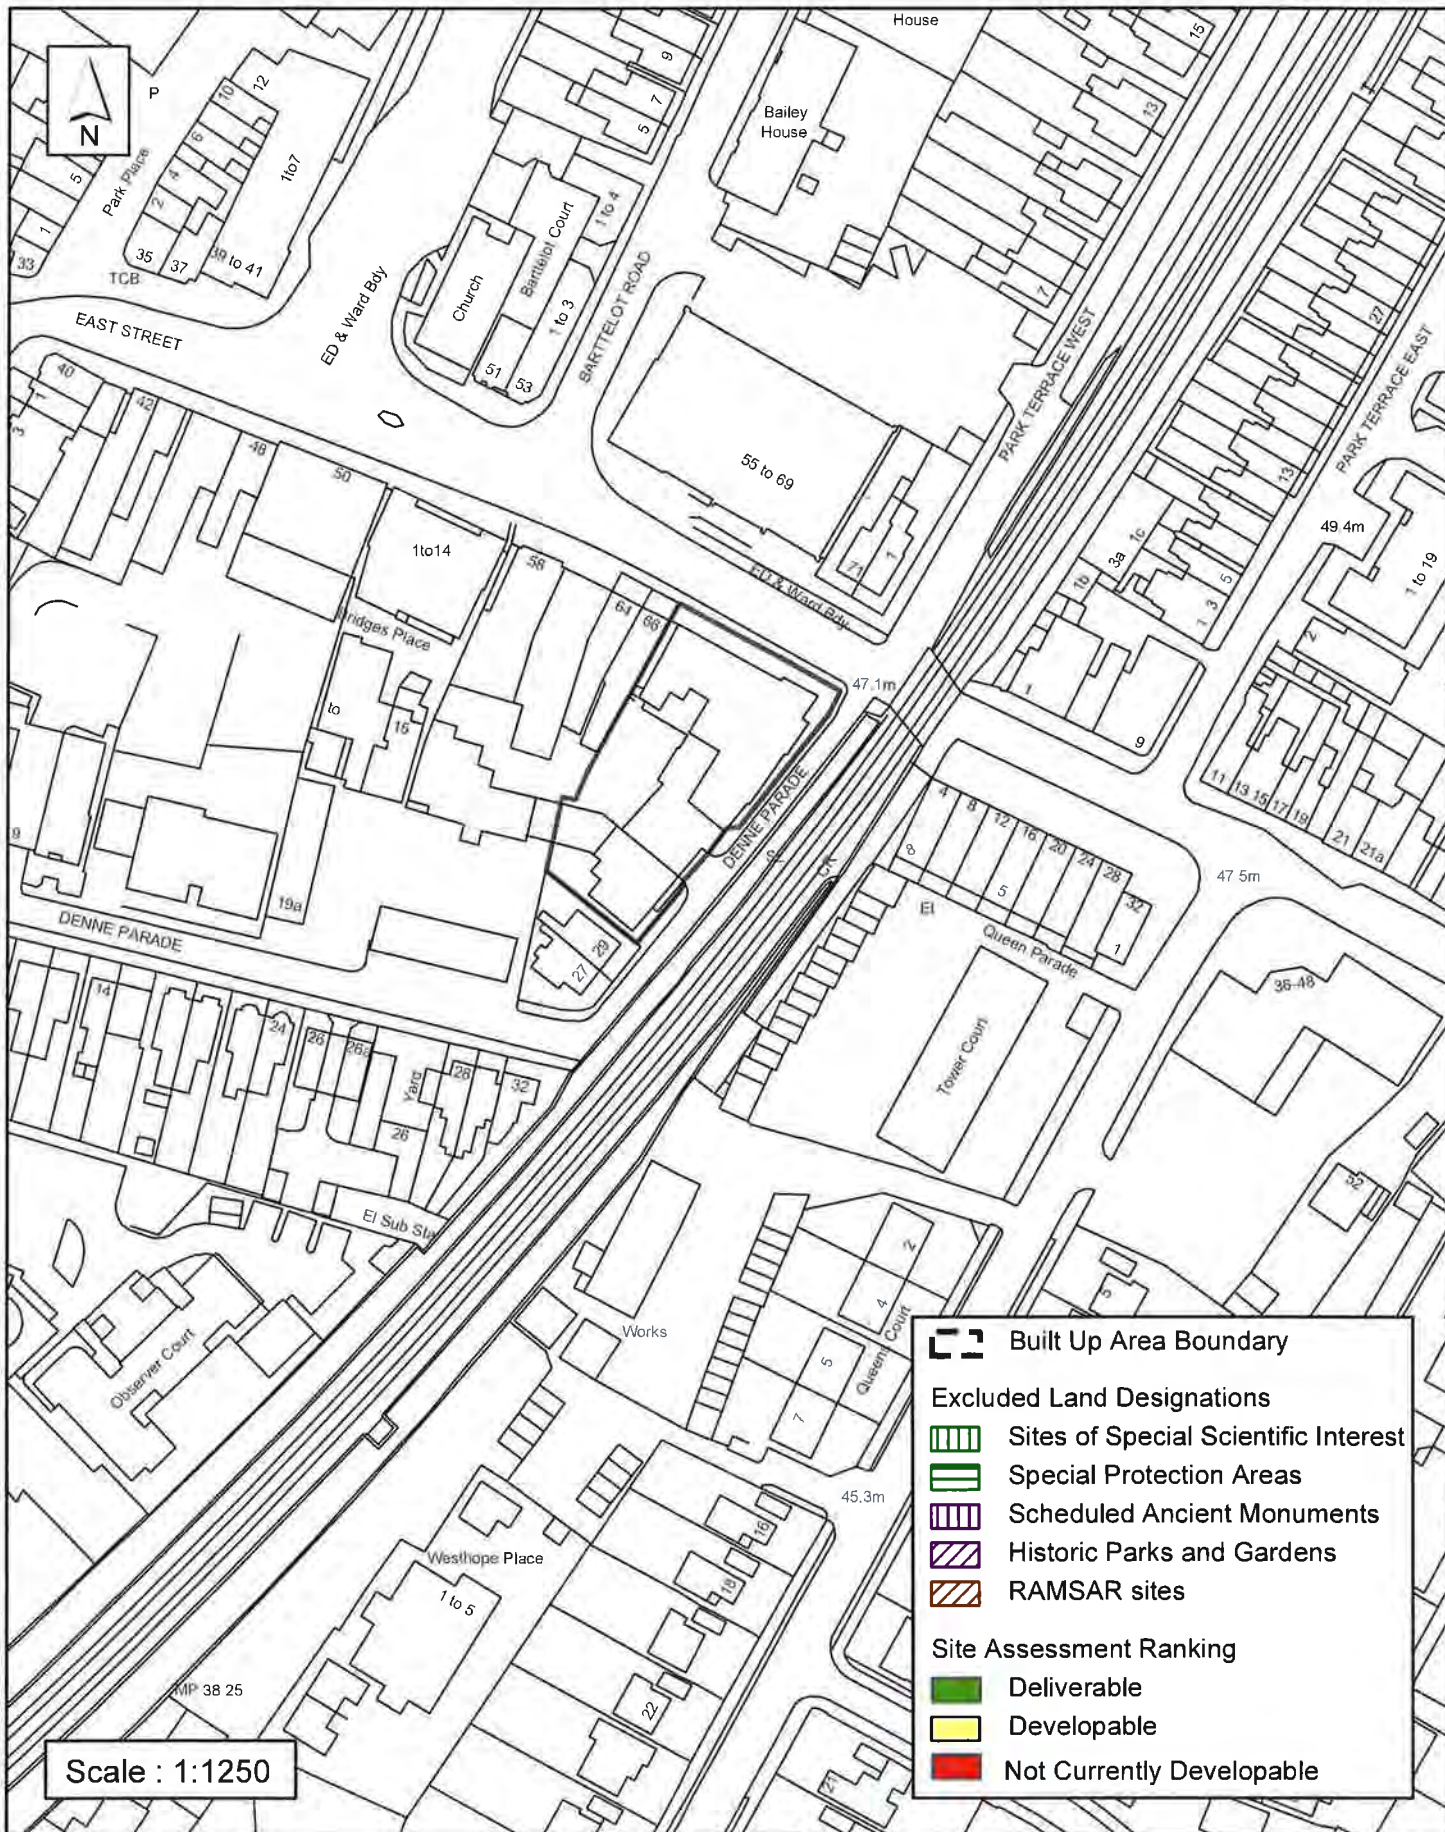 House
15
9
12
10
P
N
Bailey
House
7
13
5
6
1to7
5
4
Park Place
2
1 to 4
1
Barttelot Court
35
37
39 to 41
33
TCB
Church
7
27
BARTTELOT ROAD
1 to 3
EAST STREET
ED & Ward Bdy
PARK TERRACE WEST
PARK TERRACE EAST
51
53
40
1
42
3
48
50
55 to 69
13
49.4m
1to14
58
71
1
3a
1c
1b
5
3
1
1 to 19
ED & Ward Bdy
64
66
Bridges Place
2
47.1m
1
9
to
15
11
13
15
17
19
21
21a
DENNE PARADE
4
8
12
16
20
24
28
32
9
8
5
1
47.5m
19a
El
Queen Parade
DENNE PARADE
29
27
36-48
14
24
26
26a
Yard
28
32
26
Tower Court
52
El Sub Sta
2
4
5
Works
Observer Court
5
7
Queens Court
Built Up Area Boundary
Excluded Land Designations
Sites of Special Scientific Interest
Special Protection Areas
Scheduled Ancient Monuments
Historic Parks and Gardens
RAMSAR sites
Site Assessment Ranking
Deliverable
Developable
Not Currently Developable
45.3m
16
Westhope Place
18
1 to 5
22
MP 38 25
21
Scale : 1:1250